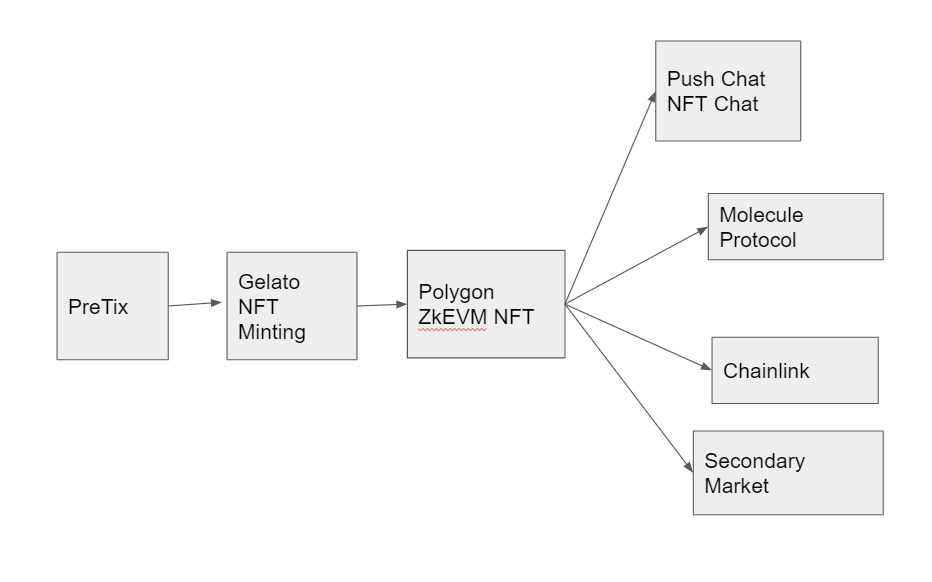 PreTix
Gelato
NFT
Minting
Polygon
ZkEVM NFT
Push Chat
NFT Chat
Molecule
Protocol
Chainlink
Secondary
Market